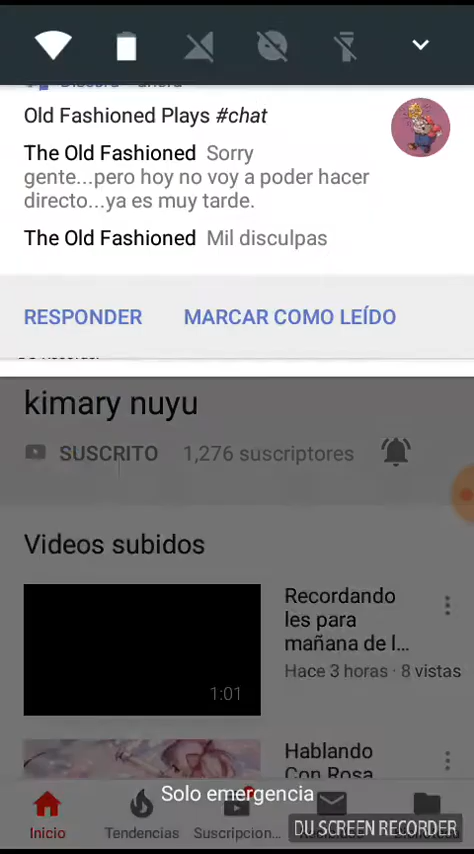 Old Fashioned Plays #chat
The Old Fashioned Sorry
gente...pero hoy no voy a poder hacer
directo...ya es muy tarde.
The Old Fashioned Mil disculpas
RESPONDER MARCAR COMO LEÍDO
kimary nuyu
SUSCRITO 1,276 suscriptores
Videos subidos
Recordando
les para
mañana de l...
Hace 3 horas · 8 vistas
1:01
Hablando
Con Rosa
Solo emergencia
Inicio Tendencias Suscripcion...
DU SCREEN RECORDER